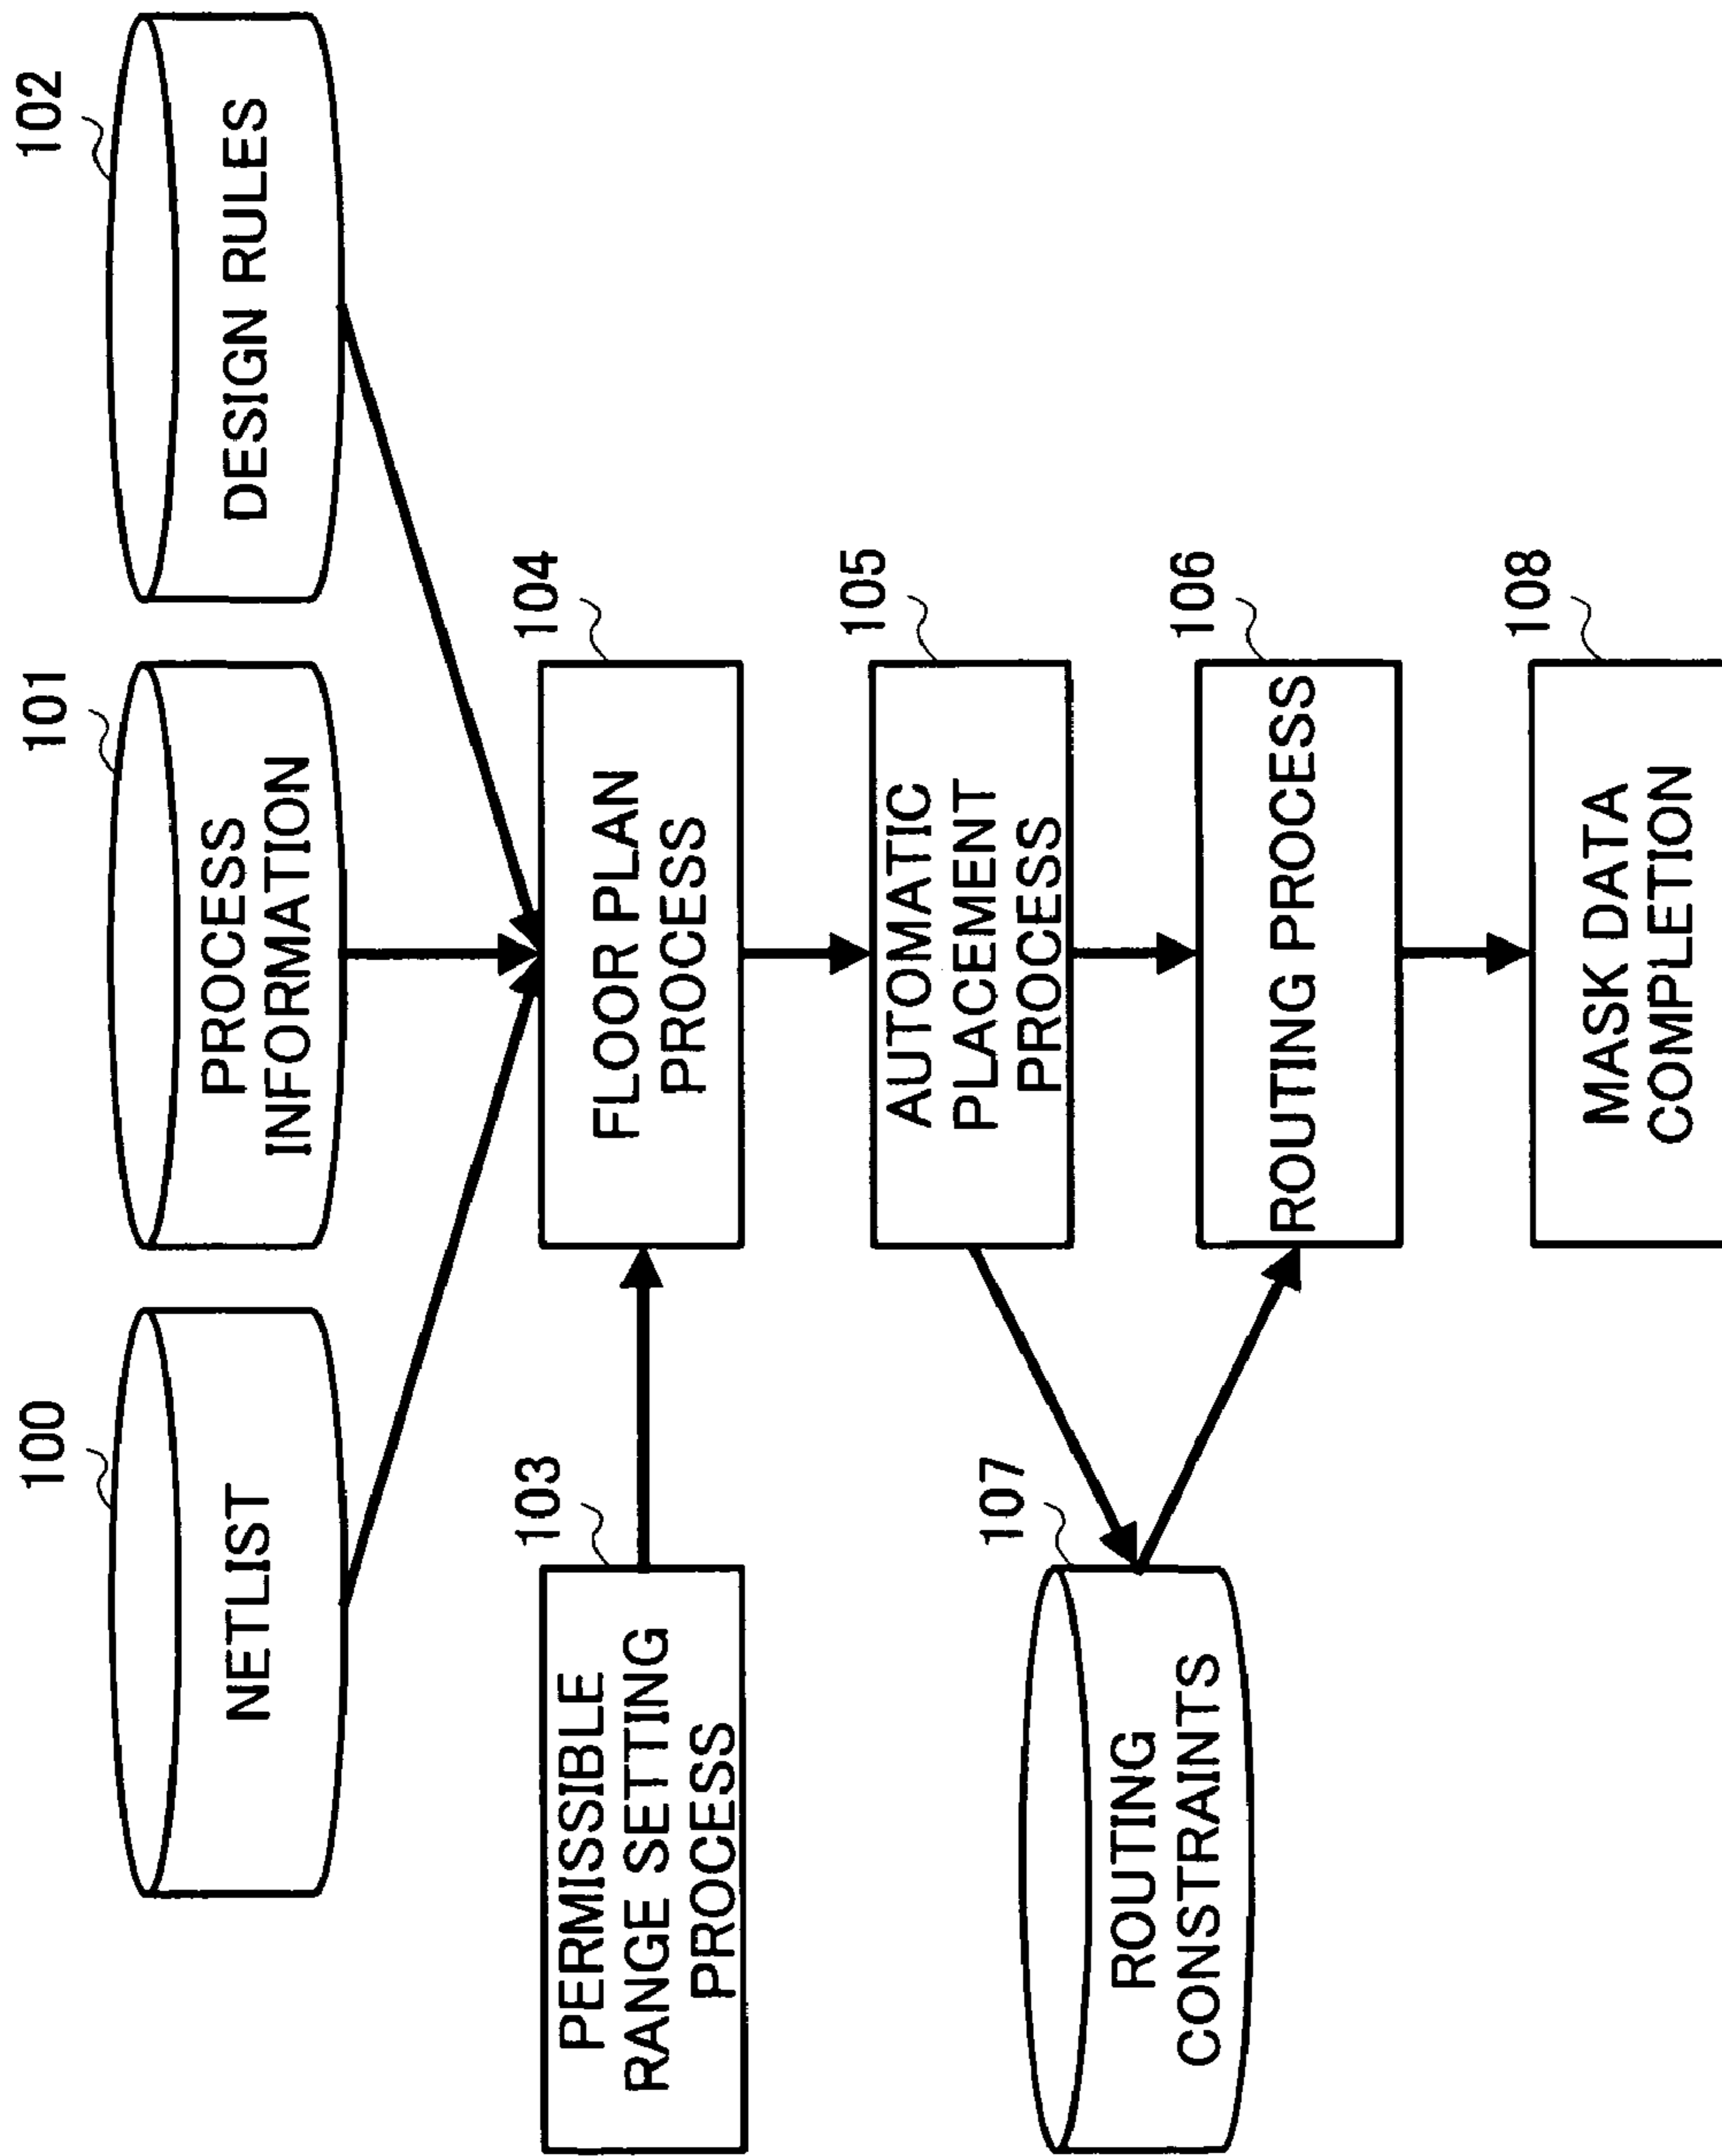 100
NETLIST
101
PROCESS
INFORMATION
102
DESIGN RULES
103
PERMISSIBLE
RANGE SETTING
PROCESS
104
FLOOR PLAN
PROCESS
105
AUTOMATIC
PLACEMENT
PROCESS
107
ROUTING
CONSTRAINTS
106
ROUTING PROCESS
108
MASK DATA
COMPLETION